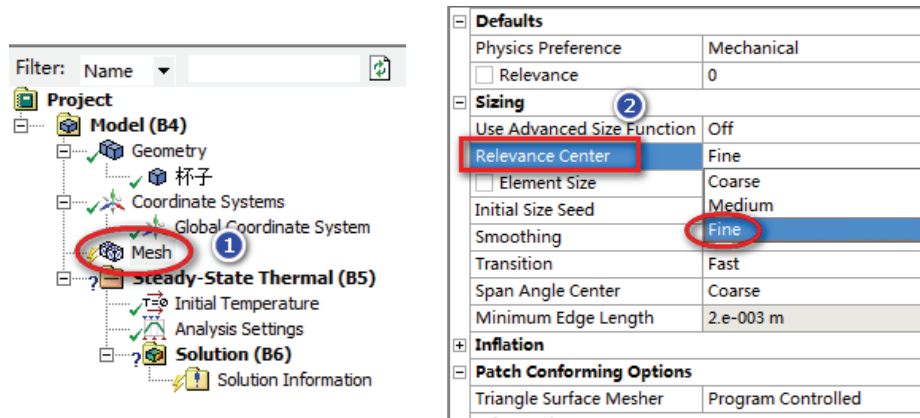 Filter: Name
Project
Model (B4)
Geometry
杯子
Coordinate Systems
Global Coordinate System
1
Mesh
Steady-State Thermal (B5)
T=? Initial Temperature
Analysis Settings
Solution (B6)
Solution Information
Defaults
Physics Preference Mechanical
Relevance 0
Sizing
2
Use Advanced Size Function Off
Relevance Center Fine
Element Size Coarse
Initial Size Seed Medium
Smoothing Fine
Transition Fast
Span Angle Center Coarse
Minimum Edge Length 2.e-003 m
Inflation
Patch Conforming Options
Triangle Surface Mesher Program Controlled